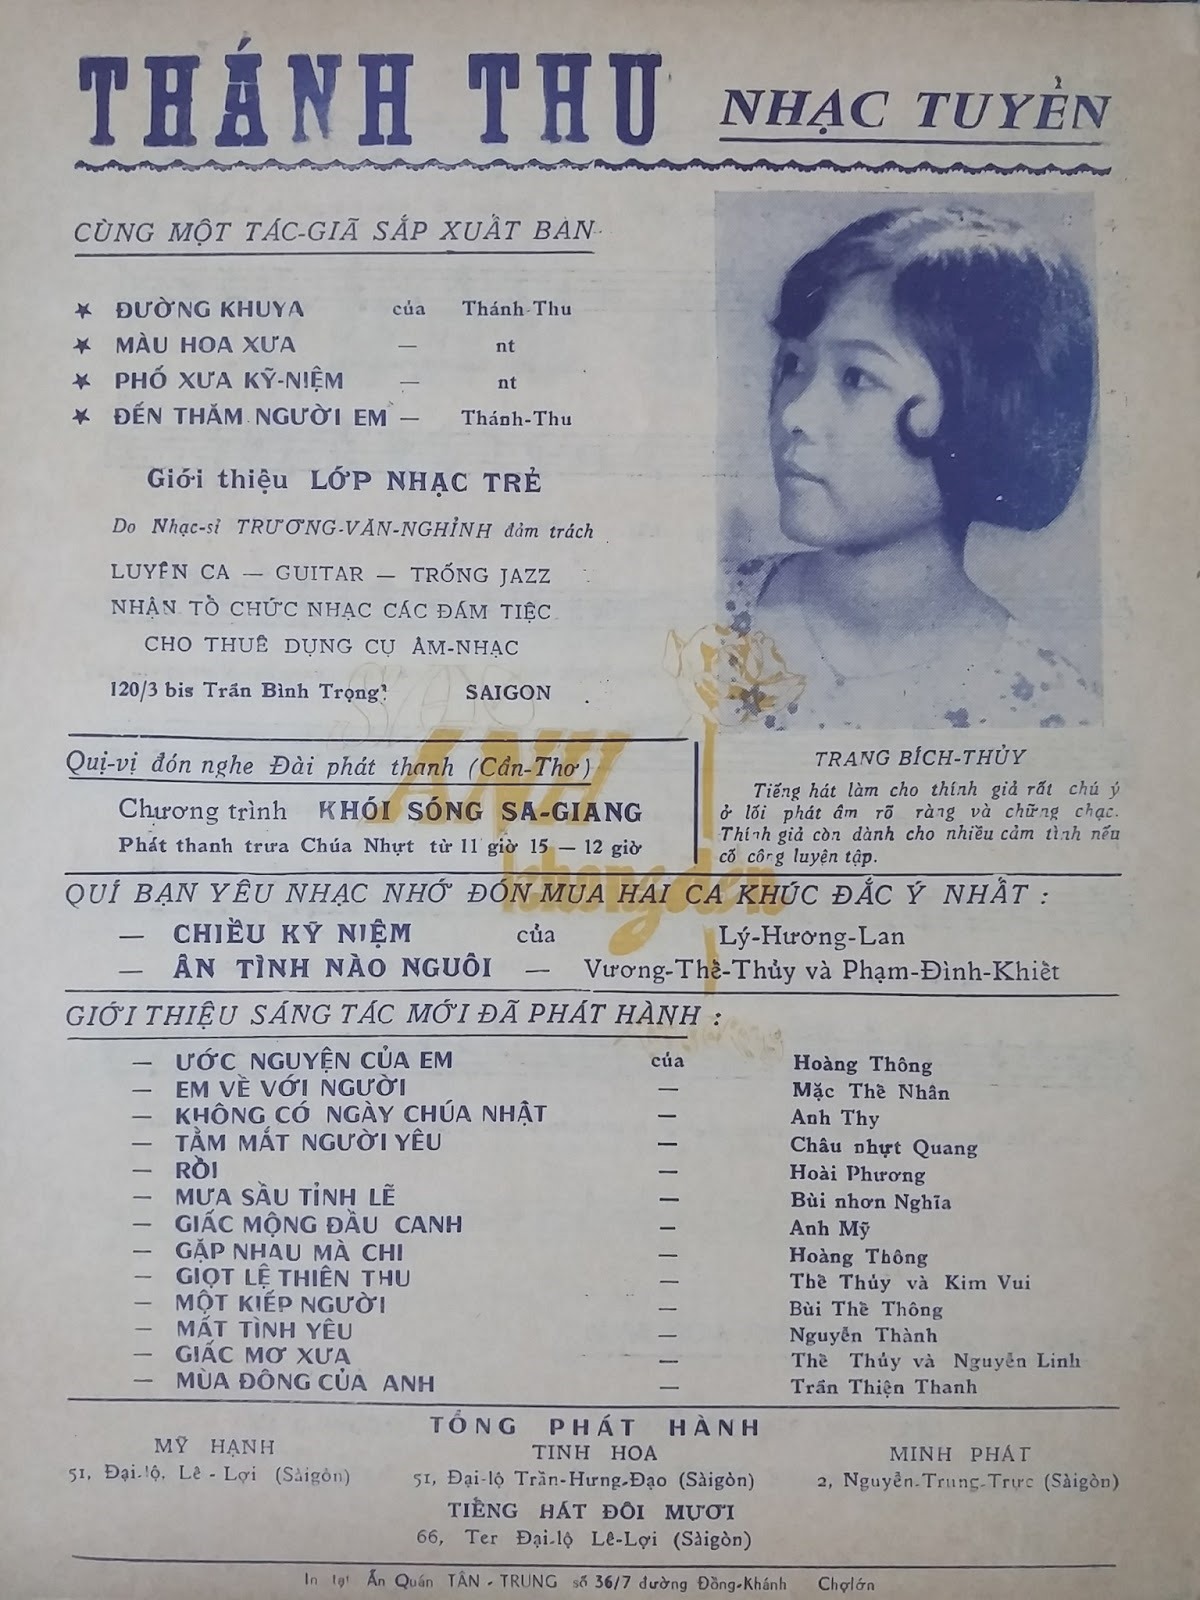 THÁNH THU NHẠC TUYỂN
CÙNG MỘT TÁC-GIÃ SẮP XUẤT BẢN
★ ĐƯỜNG KHUYA của Thánh-Thu
★ MÀU HOA XƯA — nt
★ PHỐ XƯA KỸ-NIỆM — nt
★ ĐẾN THĂM NGƯỜI EM — Thánh-Thu
Giới thiệu LỚP NHẠC TRẺ
Do Nhạc-sĩ TRƯƠNG-VĂN-NGHỈNH đảm trách
LUYỆN CA — GUITAR — TRỐNG JAZZ
NHẬN TỔ CHỨC NHẠC CÁC ĐÁM TIỆC
CHO THUÊ DỤNG CỤ ÂM-NHẠC
120/3 bis Trần Bình Trọng SAIGON
Quị-vị đón nghe Đài phát thanh (Cần-Thơ)
Chương trình KHÓI SÓNG SA-GIANG
Phát thanh trưa Chúa Nhựt từ 11 giờ 15 — 12 giờ
TRANG BÍCH-THỦY
Tiếng hát làm cho thính giả rất chú ý
ở lối phát âm rõ ràng và chững chạc.
Thính giả còn dành cho nhiều cảm tình nếu
cố công luyện tập.
QUÍ BẠN YÊU NHẠC NHỚ ĐÓN MUA HAI CA KHÚC ĐẮC Ý NHẤT :
— CHIỀU KỸ NIỆM của Lý-Hương-Lan
— ÂN TÌNH NÀO NGUÔI — Vương-Thề-Thủy và Phạm-Đình-Khiêt
GIỚI THIỆU SÁNG TÁC MỚI ĐÃ PHÁT HÀNH :
— ƯỚC NGUYỆN CỦA EM của Hoàng Thông
— EM VỀ VỚI NGƯỜI — Mặc Thề Nhân
— KHÔNG CÓ NGÀY CHÚA NHẬT — Anh Thy
— TẰM MẮT NGƯỜI YÊU — Châu nhựt Quang
— RỒI — Hoài Phương
— MƯA SẦU TỈNH LẼ — Bùi nhơn Nghĩa
— GIẤC MỘNG ĐẦU CANH — Anh Mỹ
— GẶP NHAU MÀ CHI — Hoàng Thông
— GIỌT LỆ THIÊN THU — Thề Thủy và Kim Vui
— MỘT KIẾP NGƯỜI — Bùi Thề Thông
— MẤT TÌNH YÊU — Nguyễn Thành
— GIẤC MƠ XƯA — Thề Thủy và Nguyễn Linh
— MÙA ĐÔNG CỦA ANH — Trần Thiện Thanh
TỔNG PHÁT HÀNH
MỸ HẠNH TINH HOA MINH PHÁT
51, Đại-lộ, Lê - Lợi (Sàigòn) 51, Đại-lộ Trần-Hưng-Đạo (Sàigòn) 2, Nguyễn-Trung-Trực (Sàigòn)
TIẾNG HÁT ĐÔI MƯƠI
66, Ter Đại-lộ Lê-Lợi (Sàigòn)
In tại Ấn Quán TÂN - TRUNG số 36/7 đường Đồng-Khánh Chợlớn
SẮC
ANH
khongden